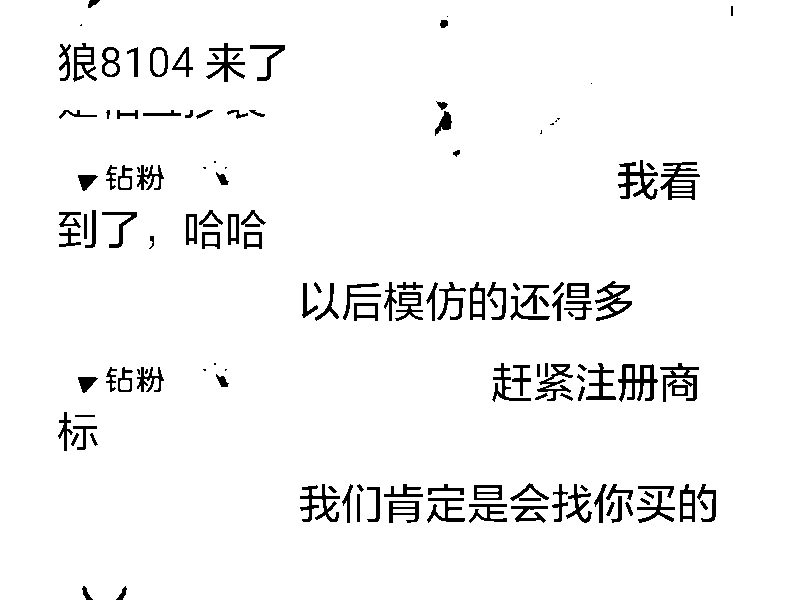 狼8104 来了
钻粉 我看
到了，哈哈
以后模仿的还得多
钻粉 赶紧注册商
标
我们肯定是会找你买的